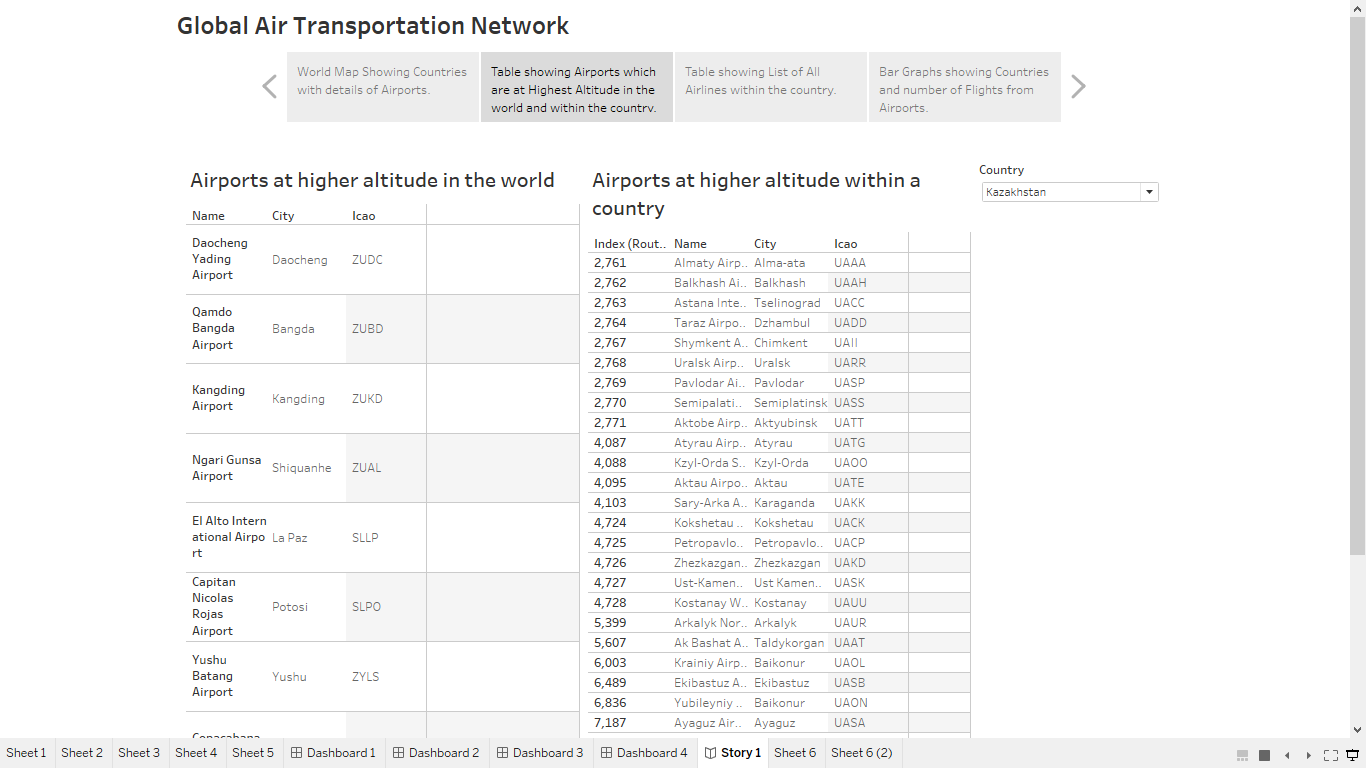 Global Air Transportation Network
World Map Showing Countries
with details of Airports.
Table showing Airports which
are at Highest Altitude in the
world and within the country.
Table showing List of All
Airlines within the country.
Bar Graphs showing Countries
and number of Flights from
Airports.
Airports at higher altitude in the world
Name City Icao
Daocheng
Yading
Airport
Daocheng ZUDC
Qamdo
Bangda
Airport
Bangda ZUBD
Kangding
Airport
Kangding ZUKD
Ngari Gunsa
Airport
Shiquanhe ZUAL
El Alto Intern
ational Airpo
rt
La Paz SLLP
Capitan
Nicolas
Rojas
Airport
Potosi SLPO
Yushu
Batang
Airport
Yushu ZYLS
Copacabana
Airports at higher altitude within a
country
Index (Rout.. Name City Icao
2,761 Almaty Airp.. Alma-ata UAAA
2,762 Balkhash Ai.. Balkhash UAAH
2,763 Astana Inte.. Tselinograd UACC
2,764 Taraz Airpo.. Dzhambul UADD
2,767 Shymkent A.. Chimkent UAII
2,768 Uralsk Airp.. Uralsk UARR
2,769 Pavlodar Ai.. Pavlodar UASP
2,770 Semipalati.. Semiplatinsk UASS
2,771 Aktobe Airp.. Aktyubinsk UATT
4,087 Atyrau Airp.. Atyrau UATG
4,088 Kzyl-Orda S.. Kzyl-Orda UAOO
4,095 Aktau Airpo.. Aktau UATE
4,103 Sary-Arka A.. Karaganda UAKK
4,724 Kokshetau .. Kokshetau UACK
4,725 Petropavlo.. Petropavlo.. UACP
4,726 Zhezkazgan.. Zhezkazgan UAKD
4,727 Ust-Kamen.. Ust Kamen.. UASK
4,728 Kostanay W.. Kostanay UAUU
5,399 Arkalyk Nor.. Arkalyk UAUR
5,607 Ak Bashat A.. Taldykorgan UAAT
6,003 Krainiy Airp.. Baikonur UAOL
6,489 Ekibastuz A.. Ekibastuz UASB
6,836 Yubileyniy .. Baikonur UAON
7,187 Ayaguz Air.. Ayaguz UASA
Country
Kazakhstan
Sheet 1 Sheet 2 Sheet 3 Sheet 4 Sheet 5 Dashboard 1 Dashboard 2 Dashboard 3 Dashboard 4 Story 1 Sheet 6 Sheet 6 (2)